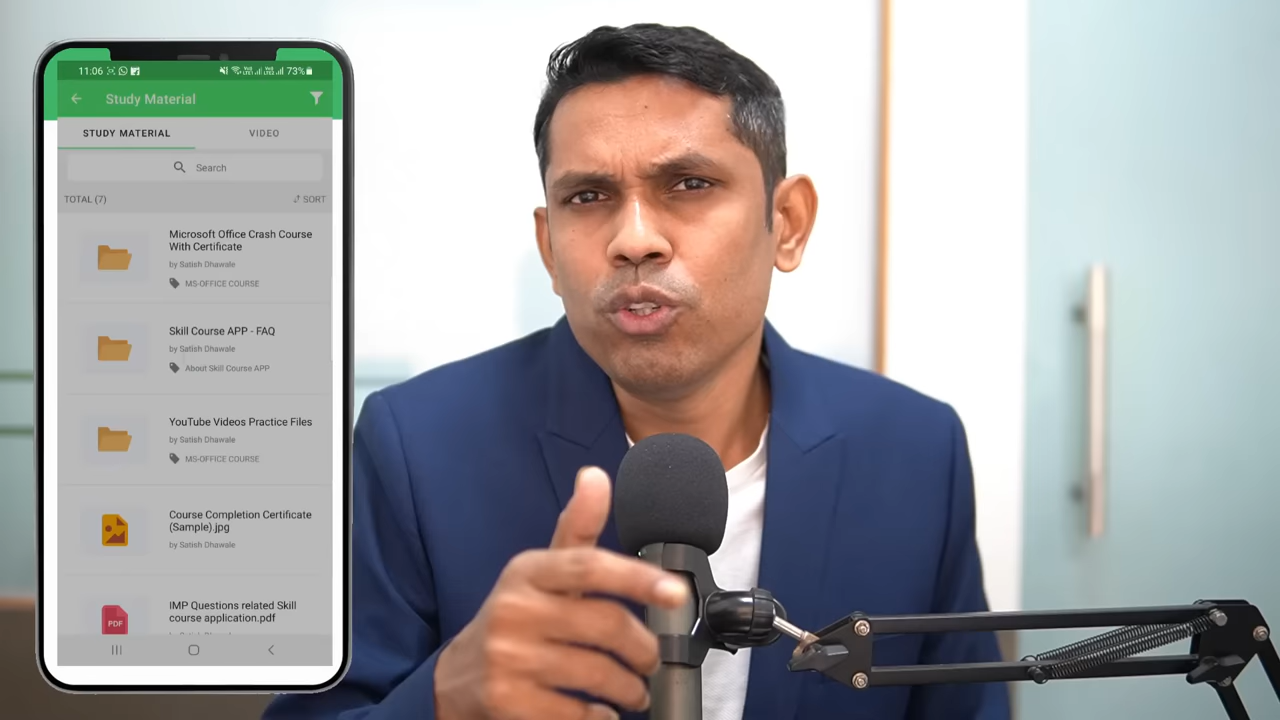 11:06
73%
Study Material
STUDY MATERIAL
VIDEO
Search
TOTAL (7)
SORT
Microsoft Office Crash Course
With Certificate
by Satish Dhawale
MS-OFFICE COURSE
Skill Course APP - FAQ
by Satish Dhawale
About Skill Course APP
YouTube Videos Practice Files
by Satish Dhawale
MS-OFFICE COURSE
Course Completion Certificate
(Sample).jpg
by Satish Dhawale
PDF
IMP Questions related Skill
course application.pdf